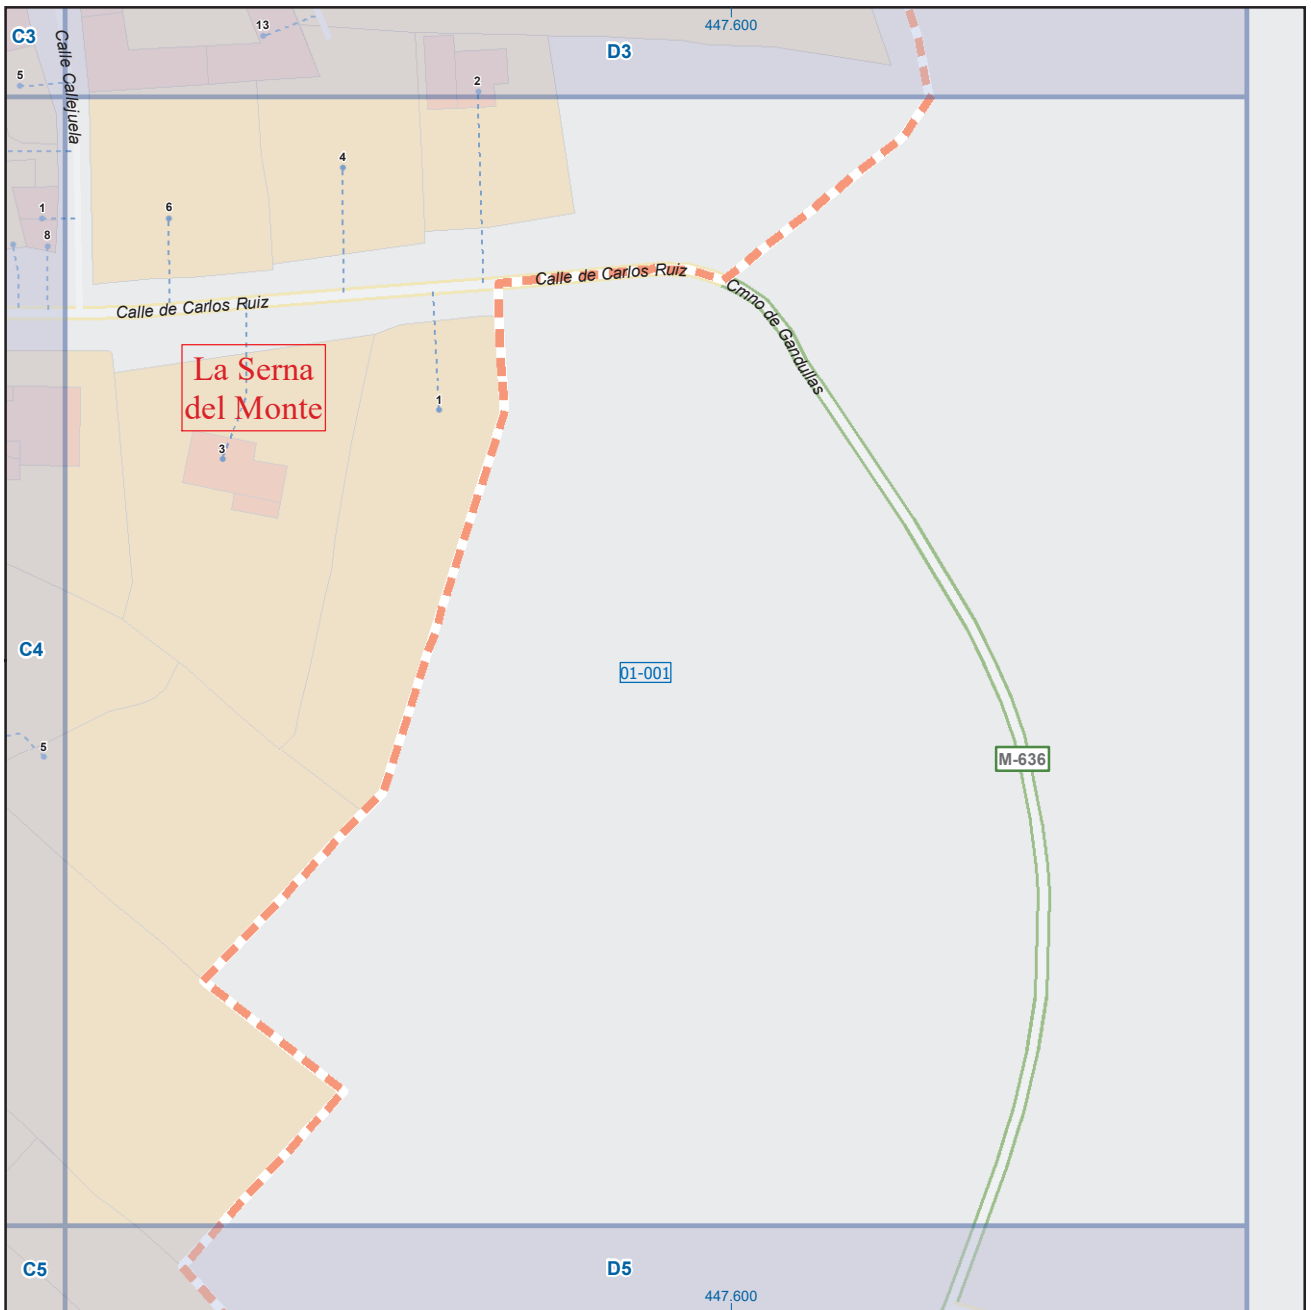 C3
447.600
13
D3
Calle Callejuela
5
2
4
1
6
8
Calle de Carlos Ruiz
Calle de Carlos Ruiz
Cmno de Gandullas
La Serna
del Monte
1
3
C4
01-001
5
M-636
C5
D5
447.600